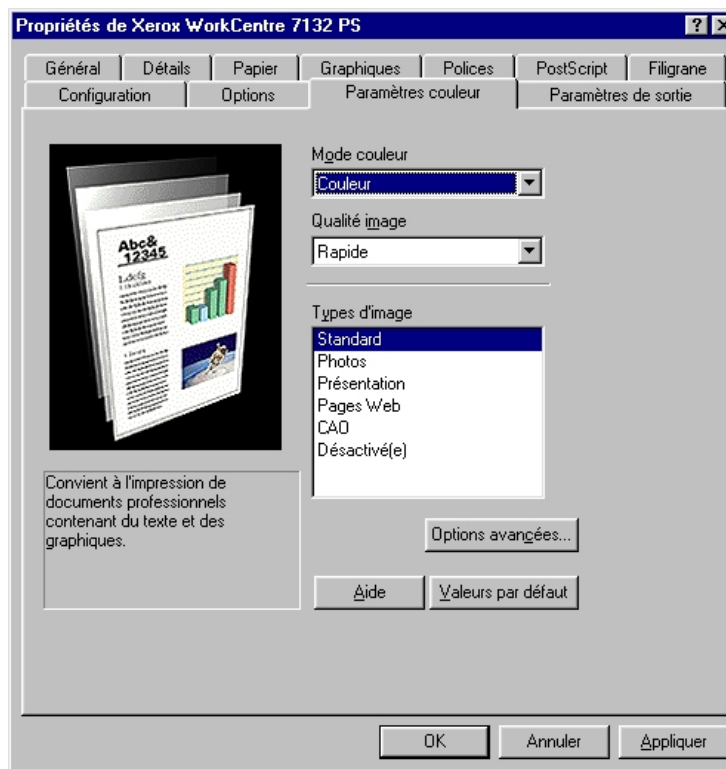 Propriétés de Xerox WorkCentre 7132 PS
Général Détails Papier Graphiques Polices PostScript Filigrane
Configuration Options Paramètres couleur Paramètres de sortie
Mode couleur
Couleur
Qualité image
Rapide
Types d'image
Standard
Photos
Présentation
Pages Web
CAO
Désactivé(e)
Abc&
12345
Convient à l'impression de
documents professionnels
contenant du texte et des
graphiques.
Options avancées...
Aide Valeurs par défaut
OK Annuler Appliquer